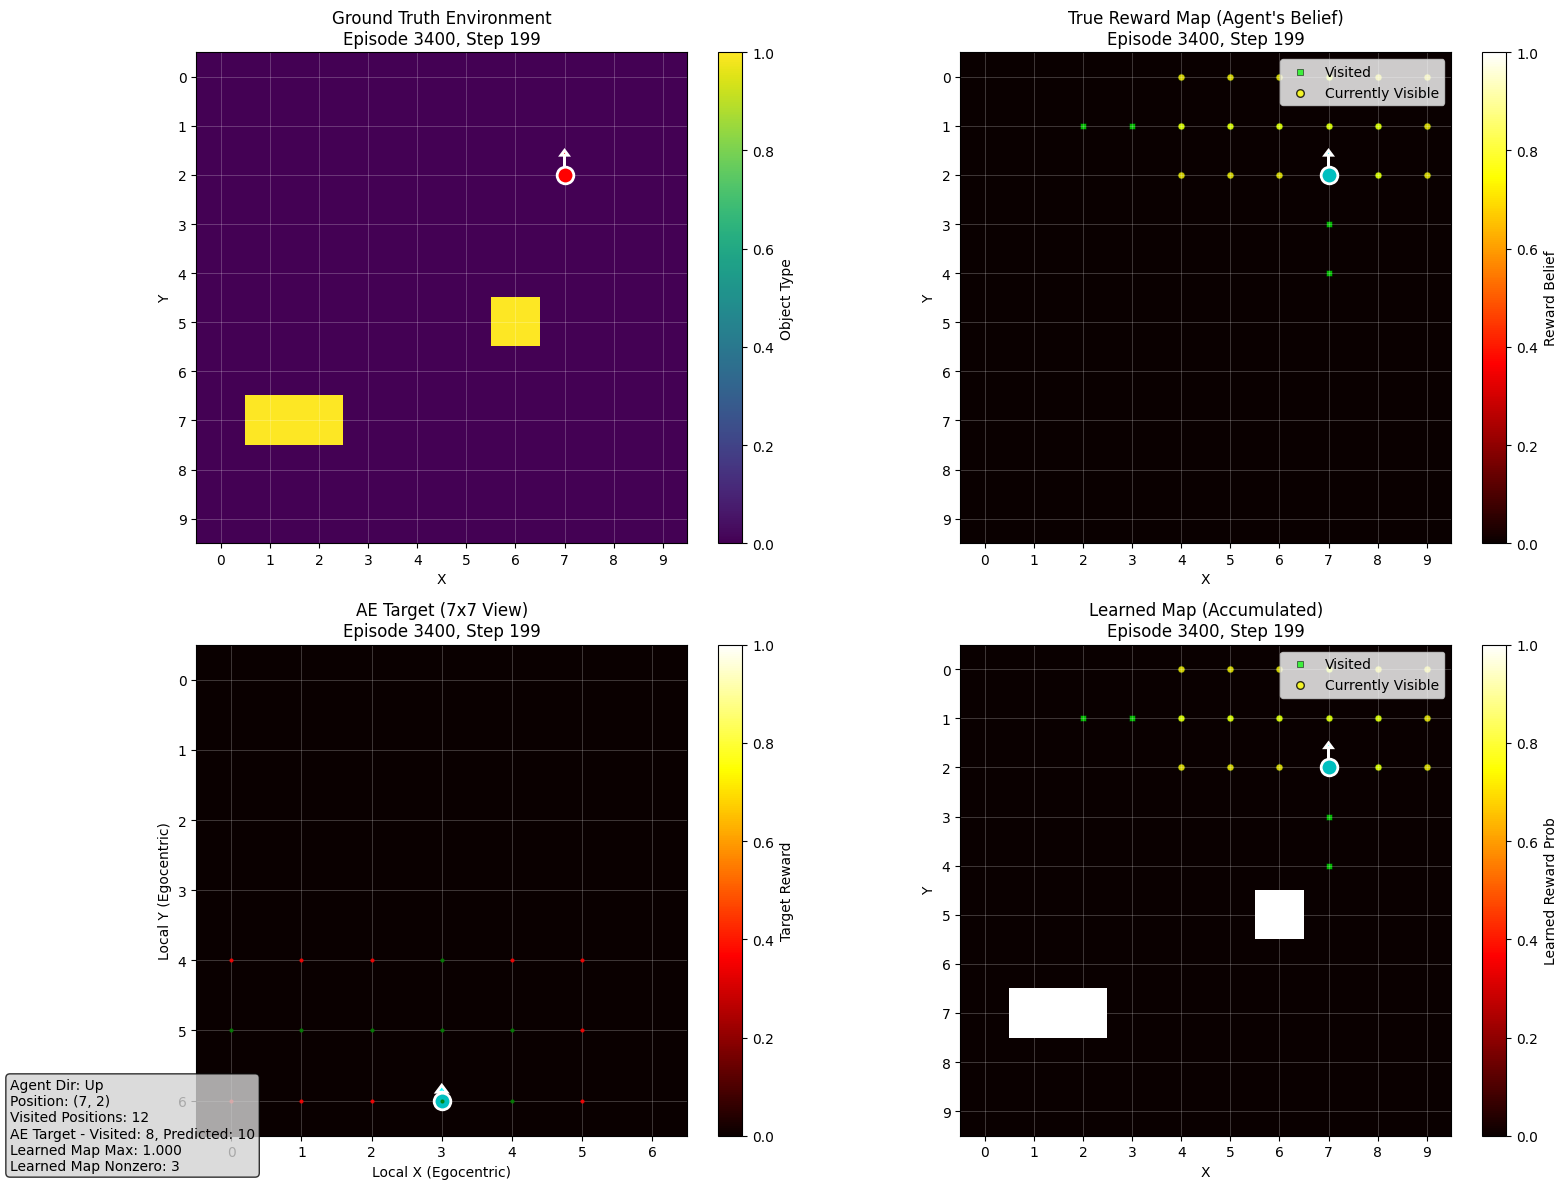 Ground Truth Environment
Episode 3400, Step 199
0
1
2
3
4
5
6
7
8
9
Y
0 1 2 3 4 5 6 7 8 9
X
1.0
0.8
0.6
0.4
0.2
0.0
Object Type
True Reward Map (Agent's Belief)
Episode 3400, Step 199
Visited
Currently Visible
0
1
2
3
4
5
6
7
8
9
Y
0 1 2 3 4 5 6 7 8 9
X
1.0
0.8
0.6
0.4
0.2
0.0
Reward Belief
AE Target (7x7 View)
Episode 3400, Step 199
0
1
2
3
4
5
6
Local Y (Egocentric)
0 1 2 3 4 5 6
Local X (Egocentric)
1.0
0.8
0.6
0.4
0.2
0.0
Target Reward
Learned Map (Accumulated)
Episode 3400, Step 199
Visited
Currently Visible
0
1
2
3
4
5
6
7
8
9
Y
0 1 2 3 4 5 6 7 8 9
X
1.0
0.8
0.6
0.4
0.2
0.0
Learned Reward Prob
Agent Dir: Up
Position: (7, 2)
Visited Positions: 12
AE Target - Visited: 8, Predicted: 10
Learned Map Max: 1.000
Learned Map Nonzero: 3